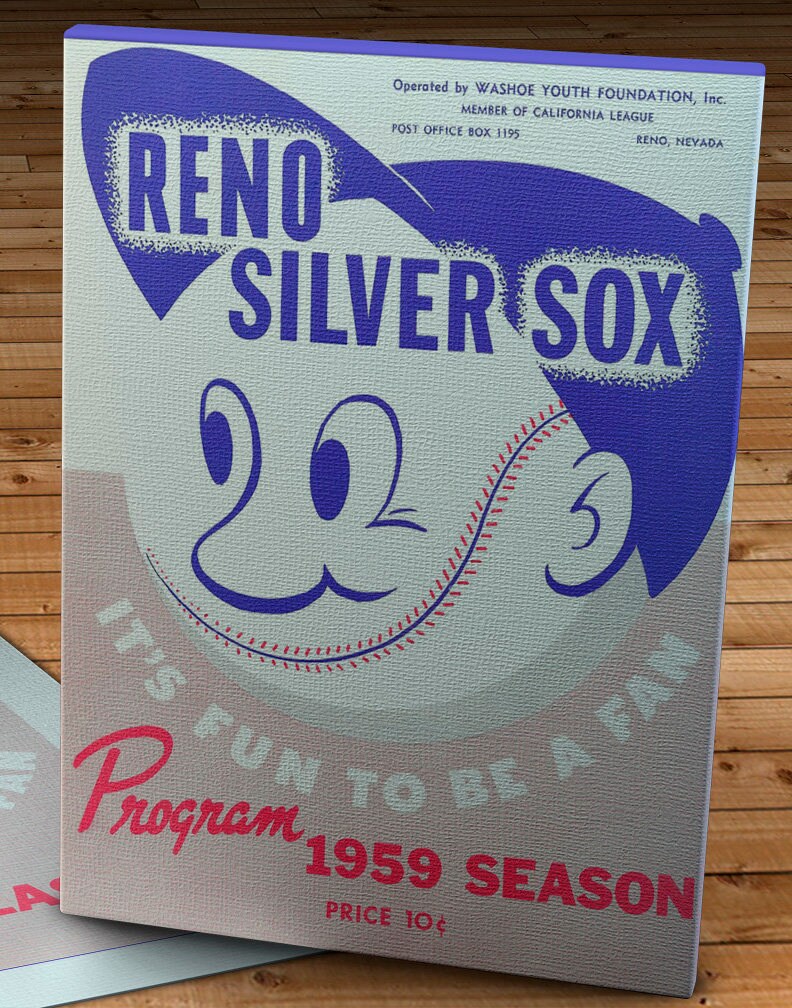 Operated by WASHOE YOUTH FOUNDATION, Inc.
MEMBER OF CALIFORNIA LEAGUE
POST OFFICE BOX 1195 RENO, NEVADA
RENO
SILVER SOX
IT'S FUN TO BE A FAN
Program
1959 SEASON
PRICE 10¢
FAN